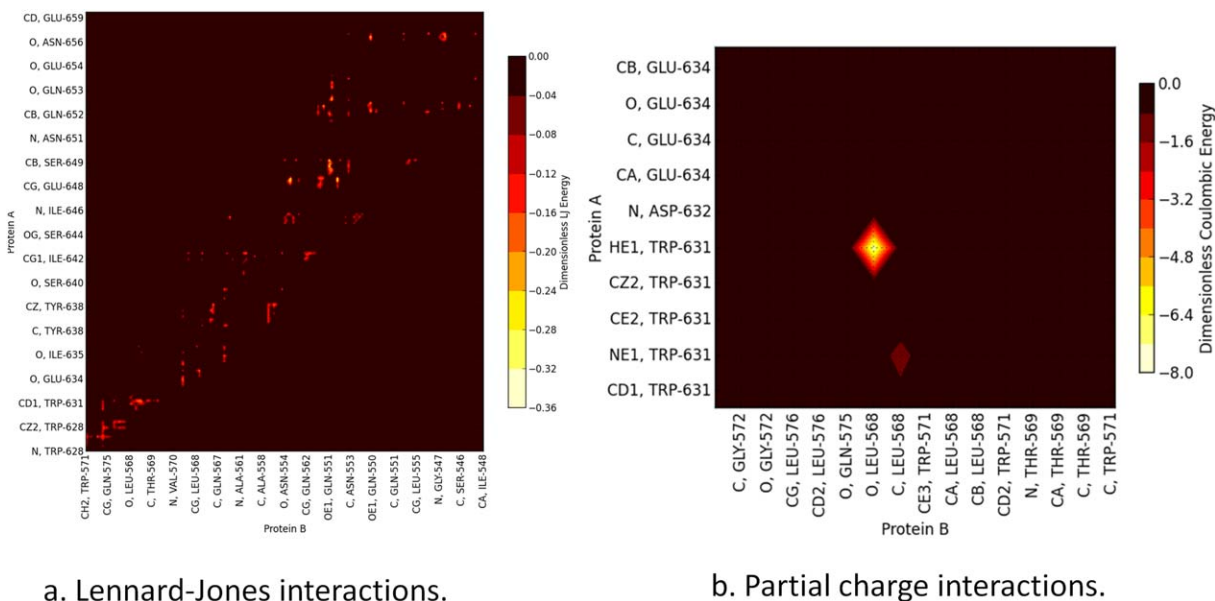 CD, GLU-659
O, ASN-656
O, GLU-654
O, GLN-653
CB, GLN-652
N, ASN-651
CB, SER-649
CG, GLU-648
N, ILE-646
OG, SER-644
CG1, ILE-642
O, SER-640
CZ, TYR-638
C, TYR-638
O, ILE-635
O, GLU-634
CD1, TRP-631
CZ2, TRP-628
N, TRP-628
Protein A
CH2, TRP-571
CG, GLN-575
O, LEU-568
C, THR-569
N, VAL-570
CG, LEU-568
C, GLN-567
N, ALA-561
C, ALA-558
O, ASN-554
CG, GLN-562
OE1, GLN-551
C, ASN-553
OE1, GLN-550
C, GLN-551
CG, LEU-555
N, GLY-547
C, SER-546
CA, ILE-548
Protein B
0.00
−0.04
−0.08
−0.12
−0.16
−0.20
−0.24
−0.28
−0.32
−0.36
Dimensionless LJ Energy
CB, GLU-634
O, GLU-634
C, GLU-634
CA, GLU-634
N, ASP-632
HE1, TRP-631
CZ2, TRP-631
CE2, TRP-631
NE1, TRP-631
CD1, TRP-631
Protein A
C, GLY-572
O, GLY-572
CG, LEU-576
CD2, LEU-576
O, GLN-575
O, LEU-568
C, LEU-568
CE3, TRP-571
CA, LEU-568
CB, LEU-568
CD2, TRP-571
N, THR-569
CA, THR-569
C, THR-569
C, TRP-571
Protein B
0.0
−1.6
−3.2
−4.8
−6.4
−8.0
Dimensionless Coulombic Energy
a. Lennard-Jones interactions.
b. Partial charge interactions.